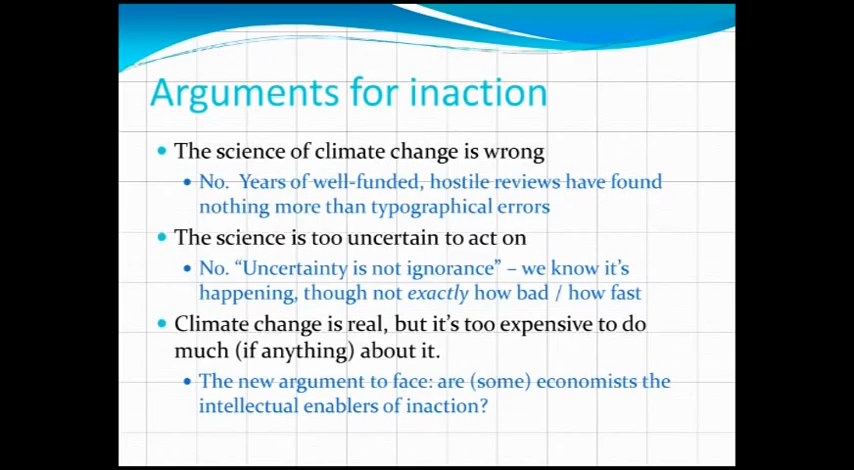 Arguments for inaction
The science of climate change is wrong
No. Years of well-funded, hostile reviews have found
nothing more than typographical errors
The science is too uncertain to act on
No. “Uncertainty is not ignorance” – we know it’s
happening, though not exactly how bad / how fast
Climate change is real, but it’s too expensive to do
much (if anything) about it.
The new argument to face: are (some) economists the
intellectual enablers of inaction?